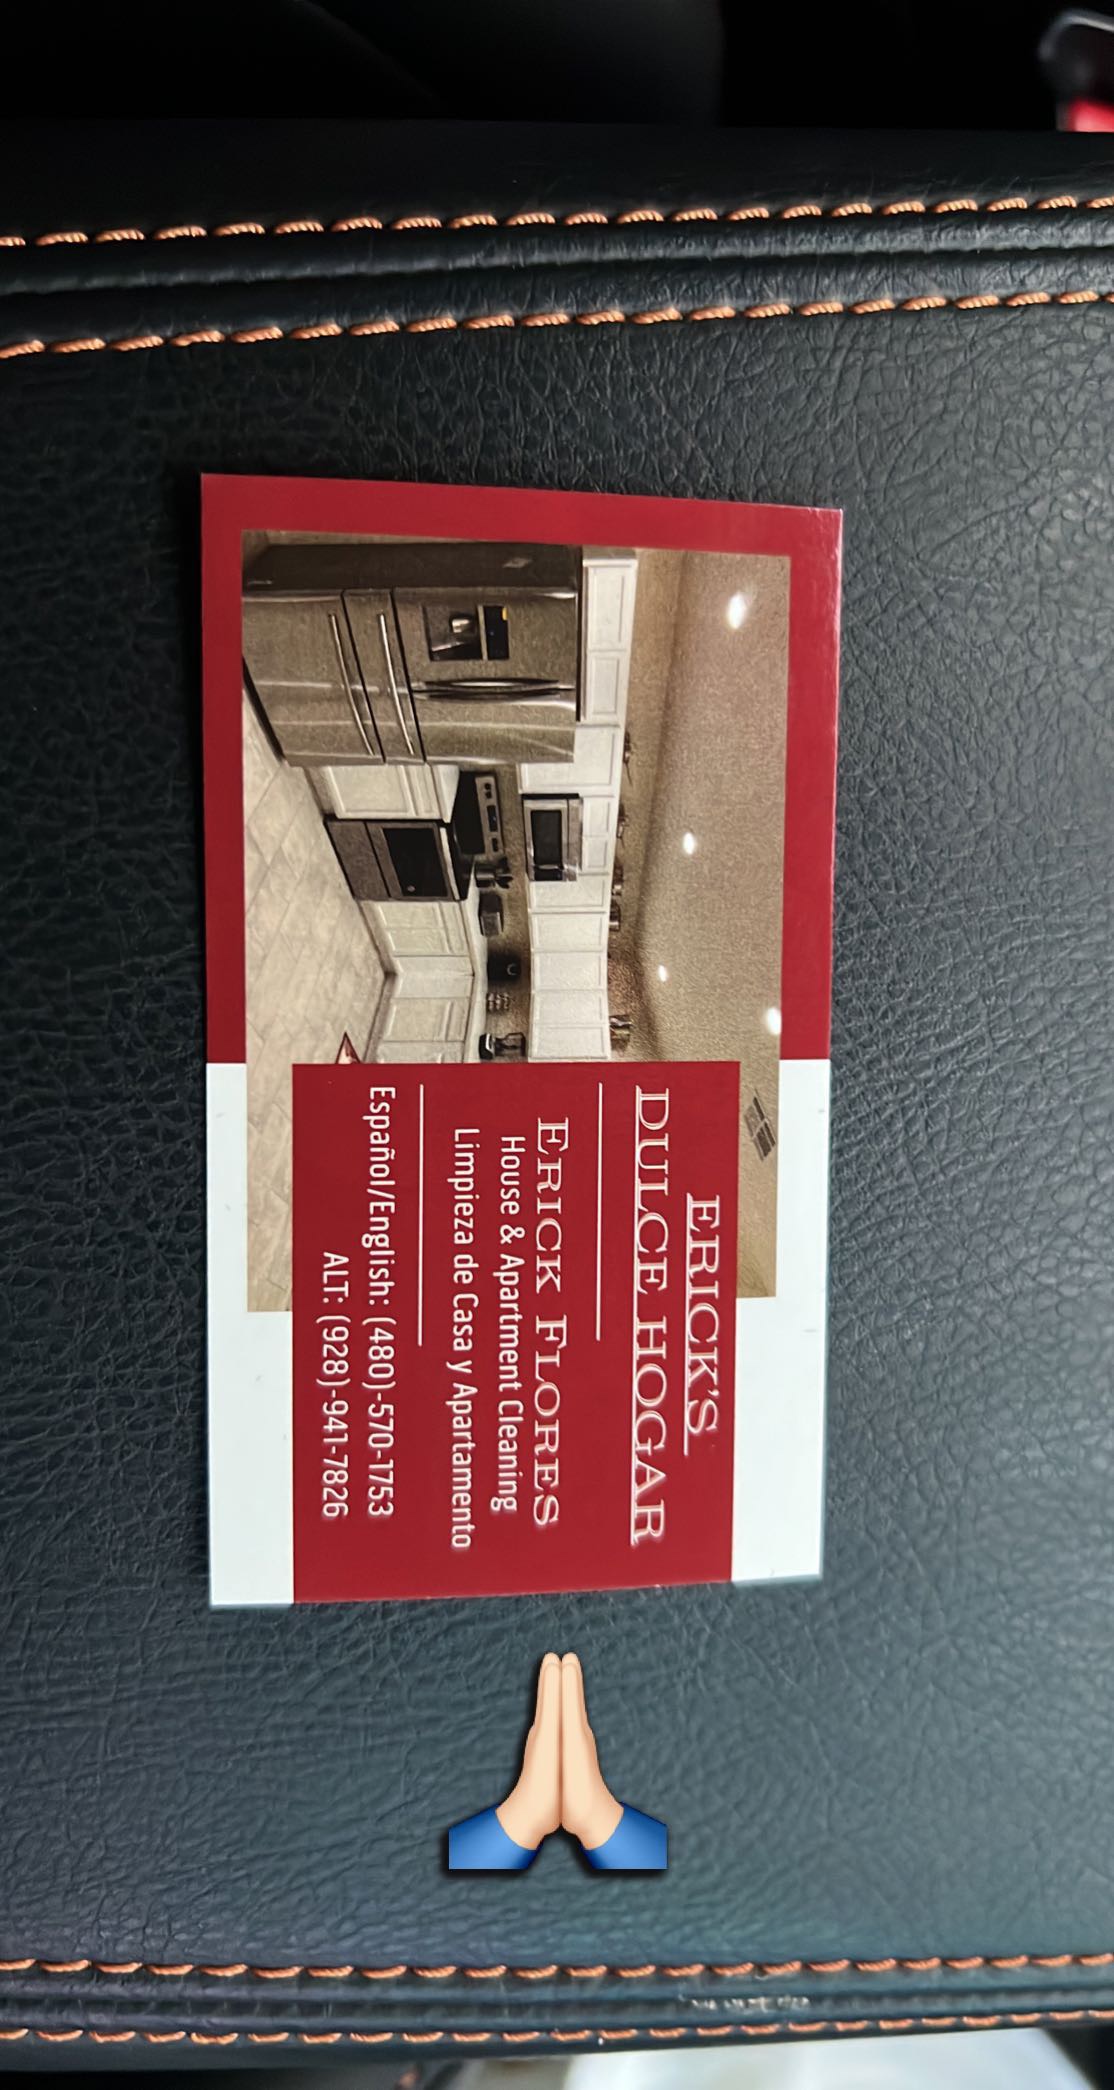 ERICK'S
DULCE HOGAR
ERICK FLORES
House & Apartment Cleaning
Limpieza de Casa y Apartamento
Español/English: (480)-570-1753
ALT: (928)-941-7826